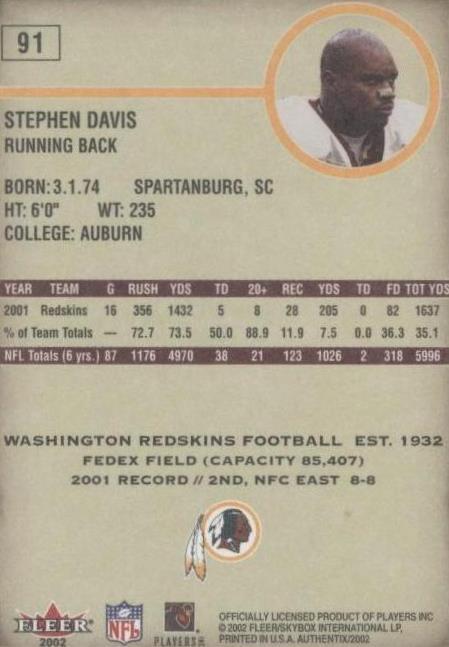 91
STEPHEN DAVIS
RUNNING BACK
BORN: 3.1.74 SPARTANBURG, SC
HT: 6'0" WT: 235
COLLEGE: AUBURN
YEAR TEAM G RUSH YDS TD 20+ REC YDS TD FD TOT YDS
2001 Redskins 16 356 1432 5 8 28 205 0 82 1637
% of Team Totals — 72.7 73.5 50.0 88.9 11.9 7.5 0.0 36.3 35.1
NFL Totals (6 yrs.) 87 1176 4970 38 21 123 1026 2 318 5996
WASHINGTON REDSKINS FOOTBALL EST. 1932
FEDEX FIELD (CAPACITY 85,407)
2001 RECORD // 2ND, NFC EAST 8-8
FLEER
2002
NFL
PLAYERS INC
OFFICIALLY LICENSED PRODUCT OF PLAYERS INC
© 2002 FLEER/SKYBOX INTERNATIONAL LP,
PRINTED IN U.S.A. AUTHENTIX/2002